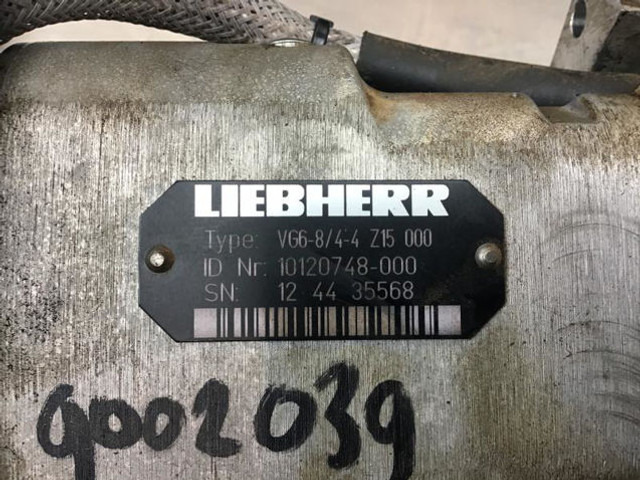 LIEBHERR
Type: VG6-8/4-4 Z15 000
ID Nr: 10120748-000
SN: 12 44 35568
9002039